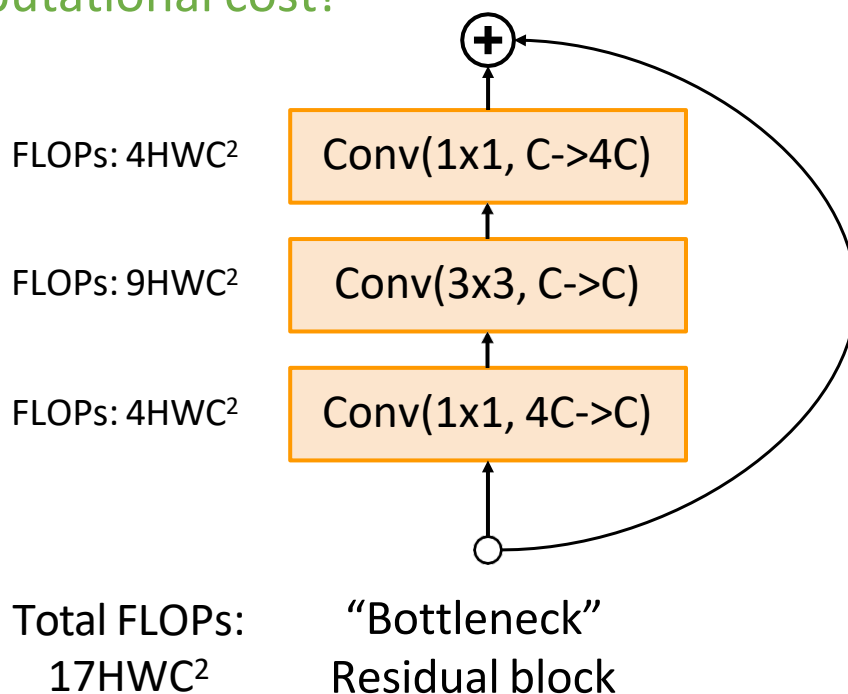 cost?
FLOPs: 4HWC²
Conv(1x1, C->4C)
FLOPs: 9HWC²
Conv(3x3, C->C)
FLOPs: 4HWC²
Conv(1x1, 4C->C)
Total FLOPs:
17HWC²
“Bottleneck”
Residual block